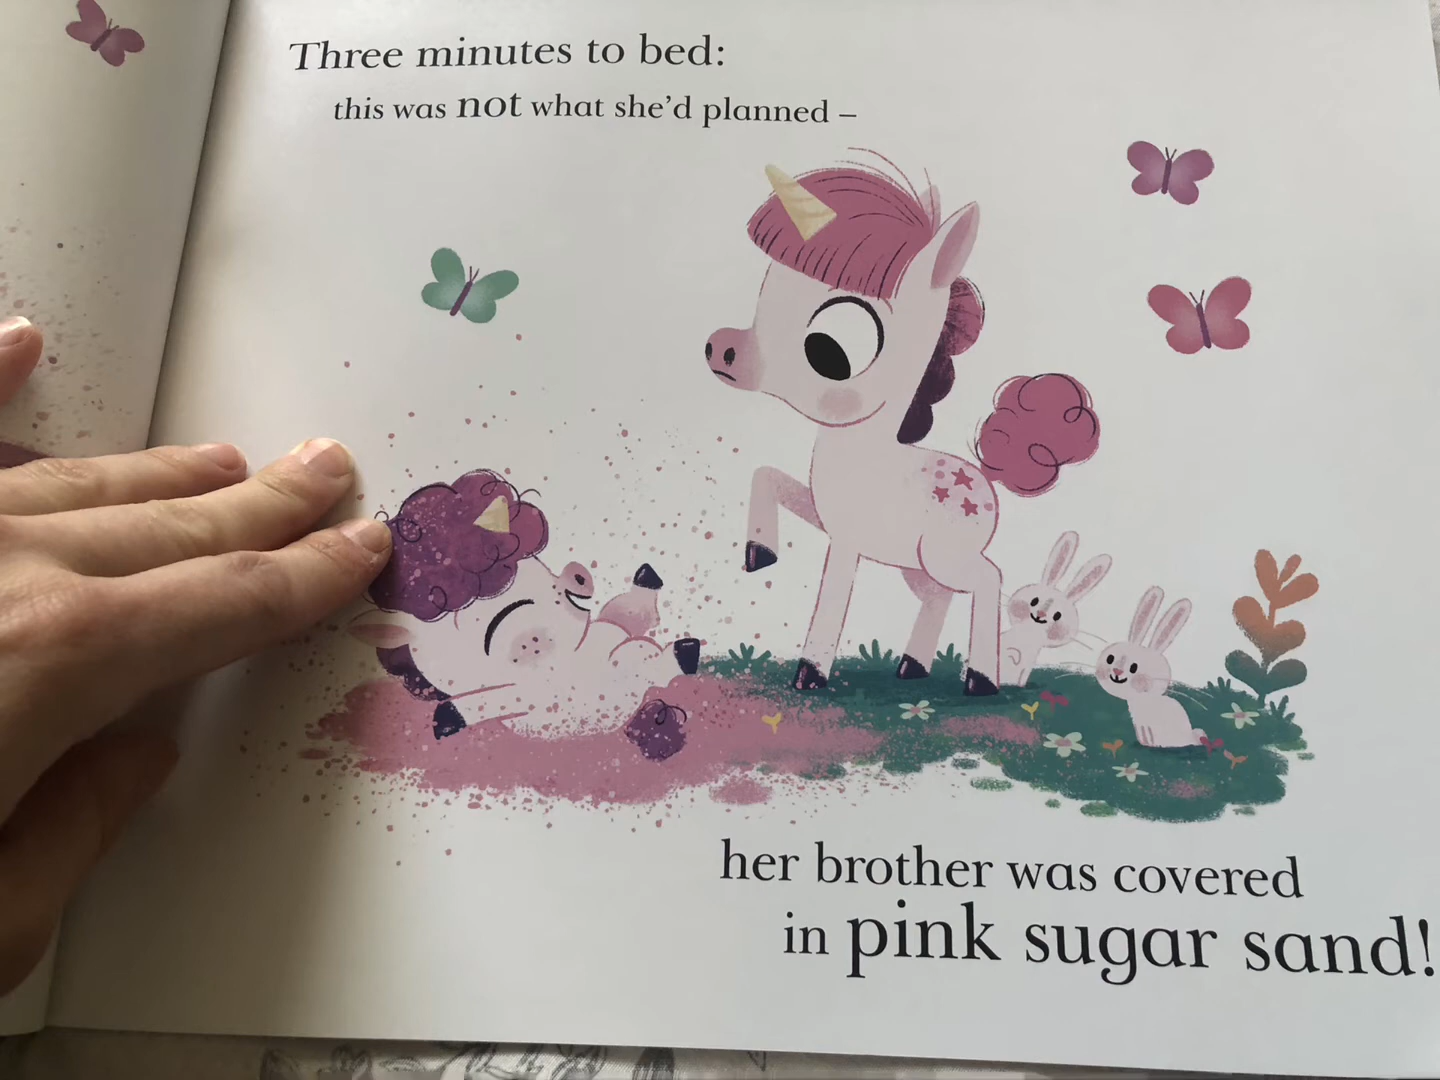 Three minutes to bed:
this was not what she'd planned –
her brother was covered
in pink sugar sand!